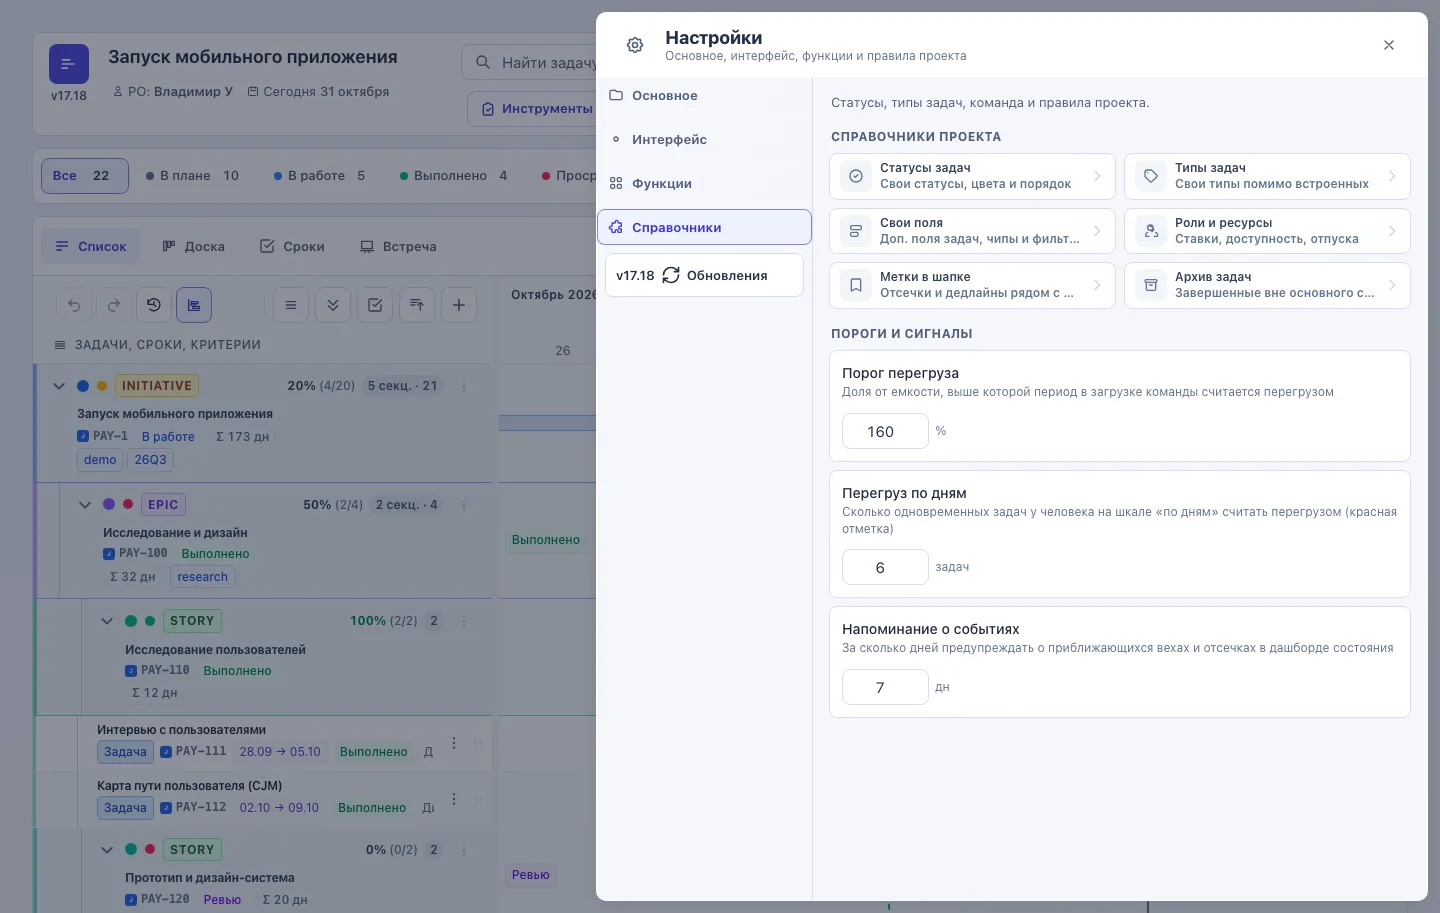 Запуск мобильного приложения
v17.18
PO: Владимир У
Сегодня 31 октября
Найти задачу
Инструменты
Все 22
В плане 10
В работе 5
Выполнено 4
Список
Доска
Сроки
Встреча
Октябрь 2026
ЗАДАЧИ, СРОКИ, КРИТЕРИИ
26
INITIATIVE 20% (4/20) 5 секц. · 21
Запуск мобильного приложения
PAY-1 В работе Σ 173 дн
demo 26Q3
EPIC 50% (2/4) 2 секц. · 4
Исследование и дизайн
PAY-100 Выполнено
Σ 32 дн research
Выполнено
STORY 100% (2/2) 2
Исследование пользователей
PAY-110 Выполнено
Σ 12 дн
Интервью с пользователями
Задача PAY-111 28.09 → 05.10 Выполнено
Карта пути пользователя (CJM)
Задача PAY-112 02.10 → 09.10 Выполнено
STORY 0% (0/2) 2
Прототип и дизайн-система
PAY-120 Ревью Σ 20 дн
Ревью
Настройки
Основное, интерфейс, функции и правила проекта
Основное
Интерфейс
Функции
Справочники
v17.18 Обновления
Статусы, типы задач, команда и правила проекта.
СПРАВОЧНИКИ ПРОЕКТА
Статусы задач
Свои статусы, цвета и порядок
Типы задач
Свои типы помимо встроенных
Свои поля
Доп. поля задач, чипы и фильт...
Роли и ресурсы
Ставки, доступность, отпуска
Метки в шапке
Отсечки и дедлайны рядом с ...
Архив задач
Завершенные вне основного с...
ПОРОГИ И СИГНАЛЫ
Порог перегруза
Доля от емкости, выше которой период в загрузке команды считается перегрузом
160 %
Перегруз по дням
Сколько одновременных задач у человека на шкале «по дням» считать перегрузом (красная
отметка)
6 задач
Напоминание о событиях
За сколько дней предупреждать о приближающихся вехах и отсечках в дашборде состояния
7 дн